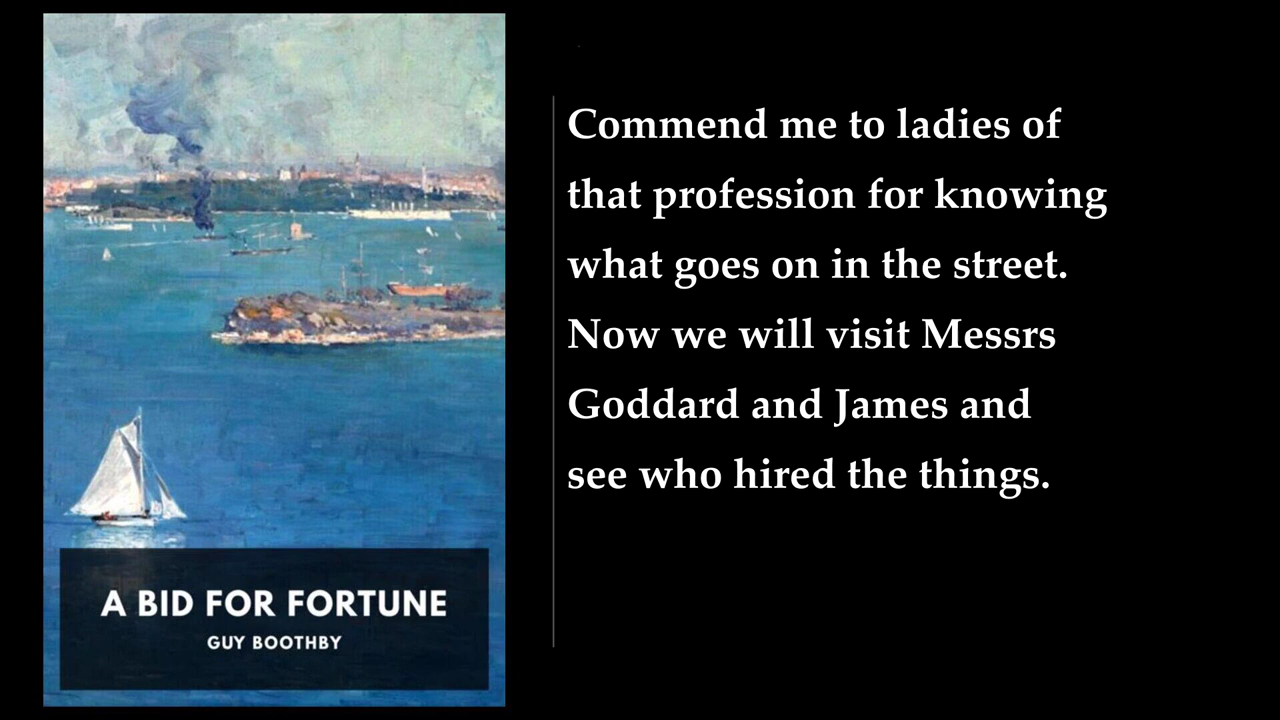 A BID FOR FORTUNE
GUY BOOTHBY
Commend me to ladies of
that profession for knowing
what goes on in the street.
Now we will visit Messrs
Goddard and James and
see who hired the things.